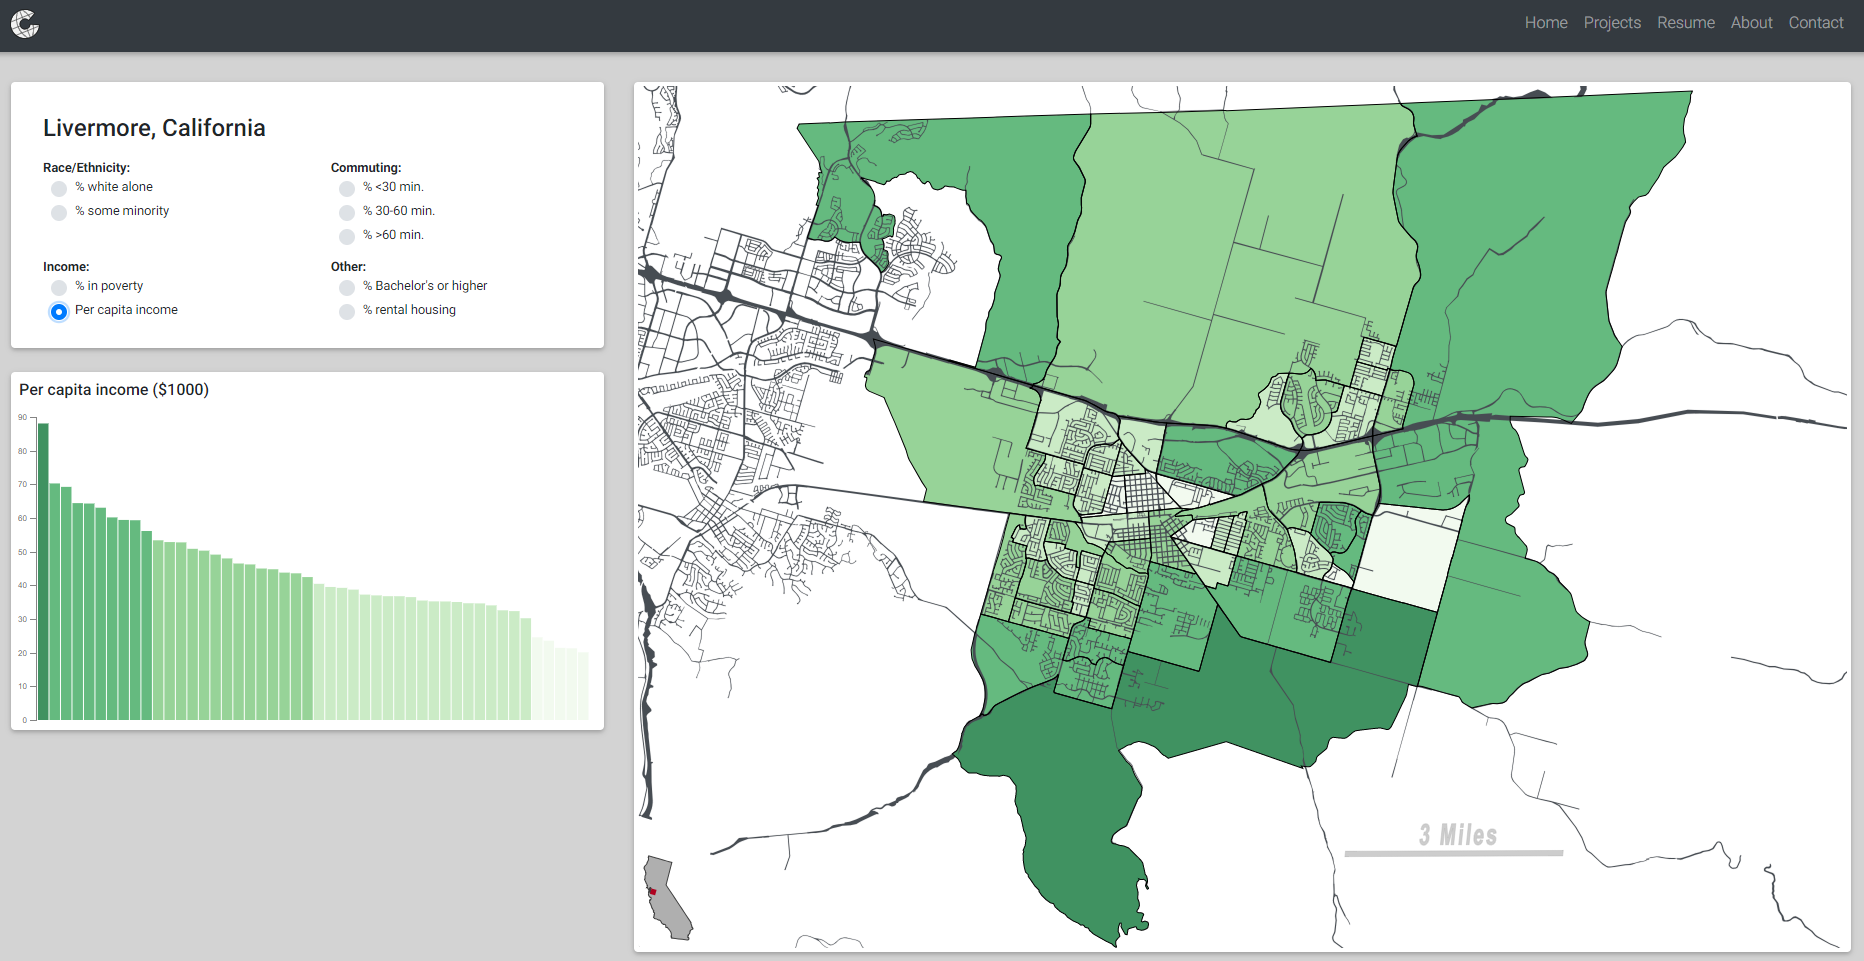 Home Projects Resume About Contact
Livermore, California
Race/Ethnicity:
% white alone
% some minority
Commuting:
% <30 min.
% 30-60 min.
% >60 min.
Income:
% in poverty
Per capita income
Other:
% Bachelor's or higher
% rental housing
Per capita income ($1000)
90
80
70
60
50
40
30
20
10
0
3 Miles